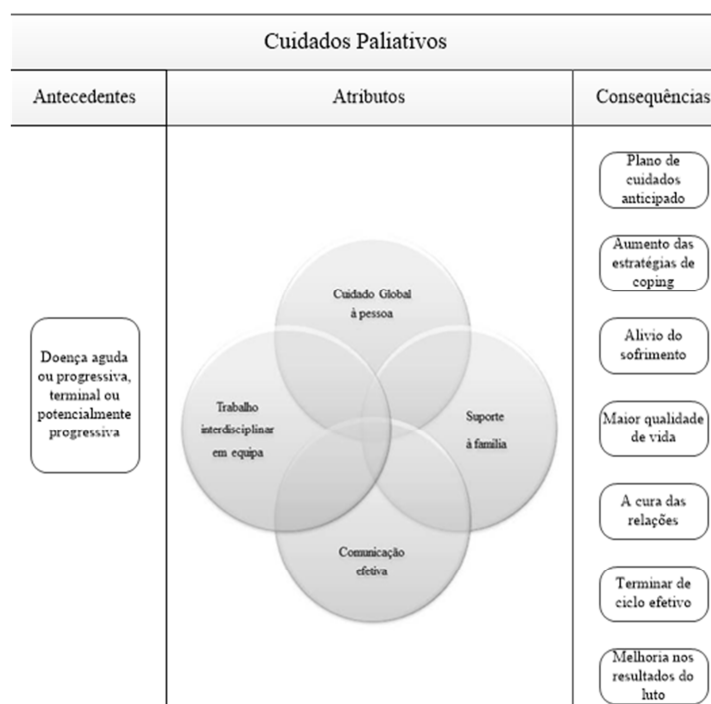 Cuidados Paliativos
Antecedentes
Atributos
Consequências
Doença aguda
ou progressiva,
terminal ou
potencialmente
progressiva
Cuidado Global
à pessoa
Trabalho
interdisciplinar
em equipa
Suporte
à família
Comunicação
efetiva
Plano de
cuidados
anticipado
Aumento das
estratégias de
coping
Alivio do
sofrimento
Maior qualidade
de vida
A cura das
relações
Terminar de
ciclo efetivo
Melhoria nos
resultados do
luto